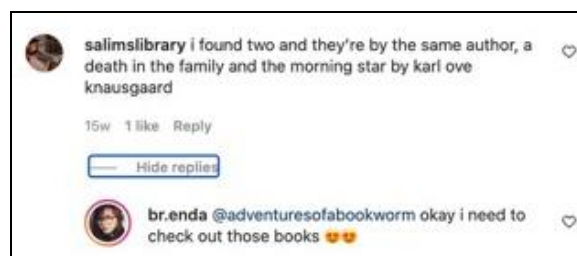 salimslibrary i found two and they're by the same author, a
death in the family and the morning star by karl ove
knausgaard
15w 1 like Reply
Hide replies
br.enda @adventuresofabookworm okay i need to
check out those books 😍😍